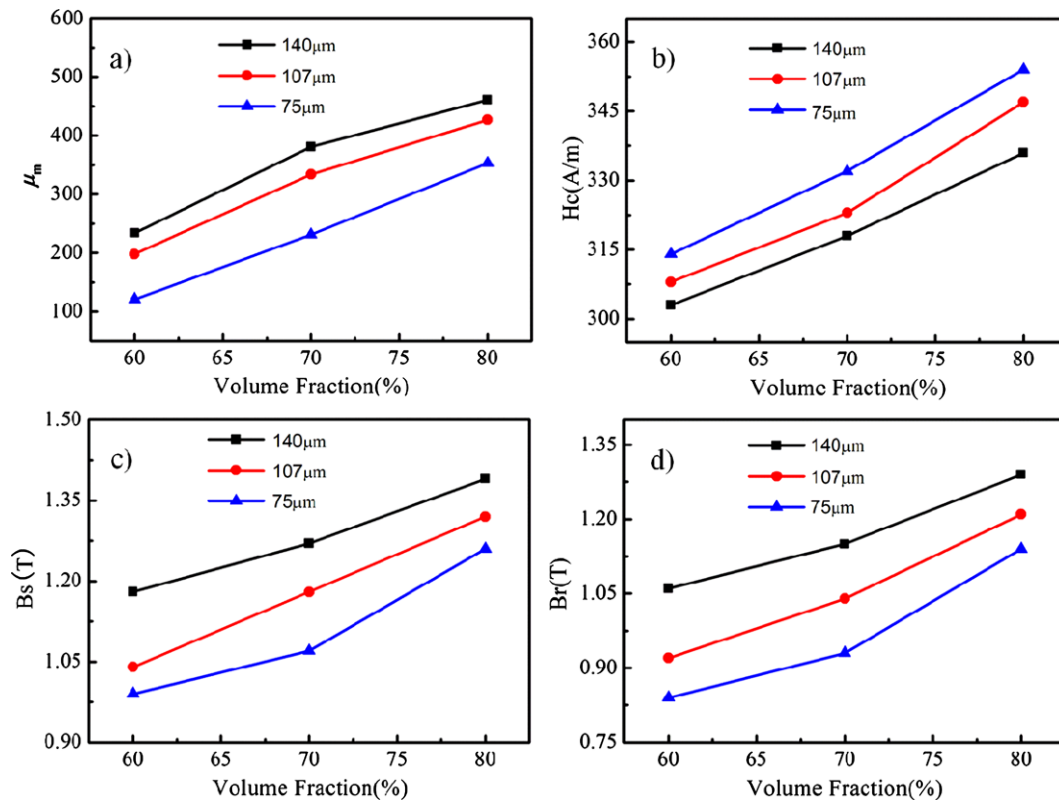 a)
140μm
107μm
75μm
600
500
400
300
200
100
μm
60
65
70
75
80
Volume Fraction(%)
b)
140μm
107μm
75μm
360
345
330
315
300
Hc(A/m)
60
65
70
75
80
Volumc Fraction(%)
c)
140μm
107μm
75μm
1.50
1.35
1.20
1.05
0.90
Bs(T)
60
65
70
75
80
Volume Fraction(%)
d)
140μm
107μm
75μm
1.35
1.20
1.05
0.90
0.75
Br(T)
60
65
70
75
80
Volume Fraction(%)